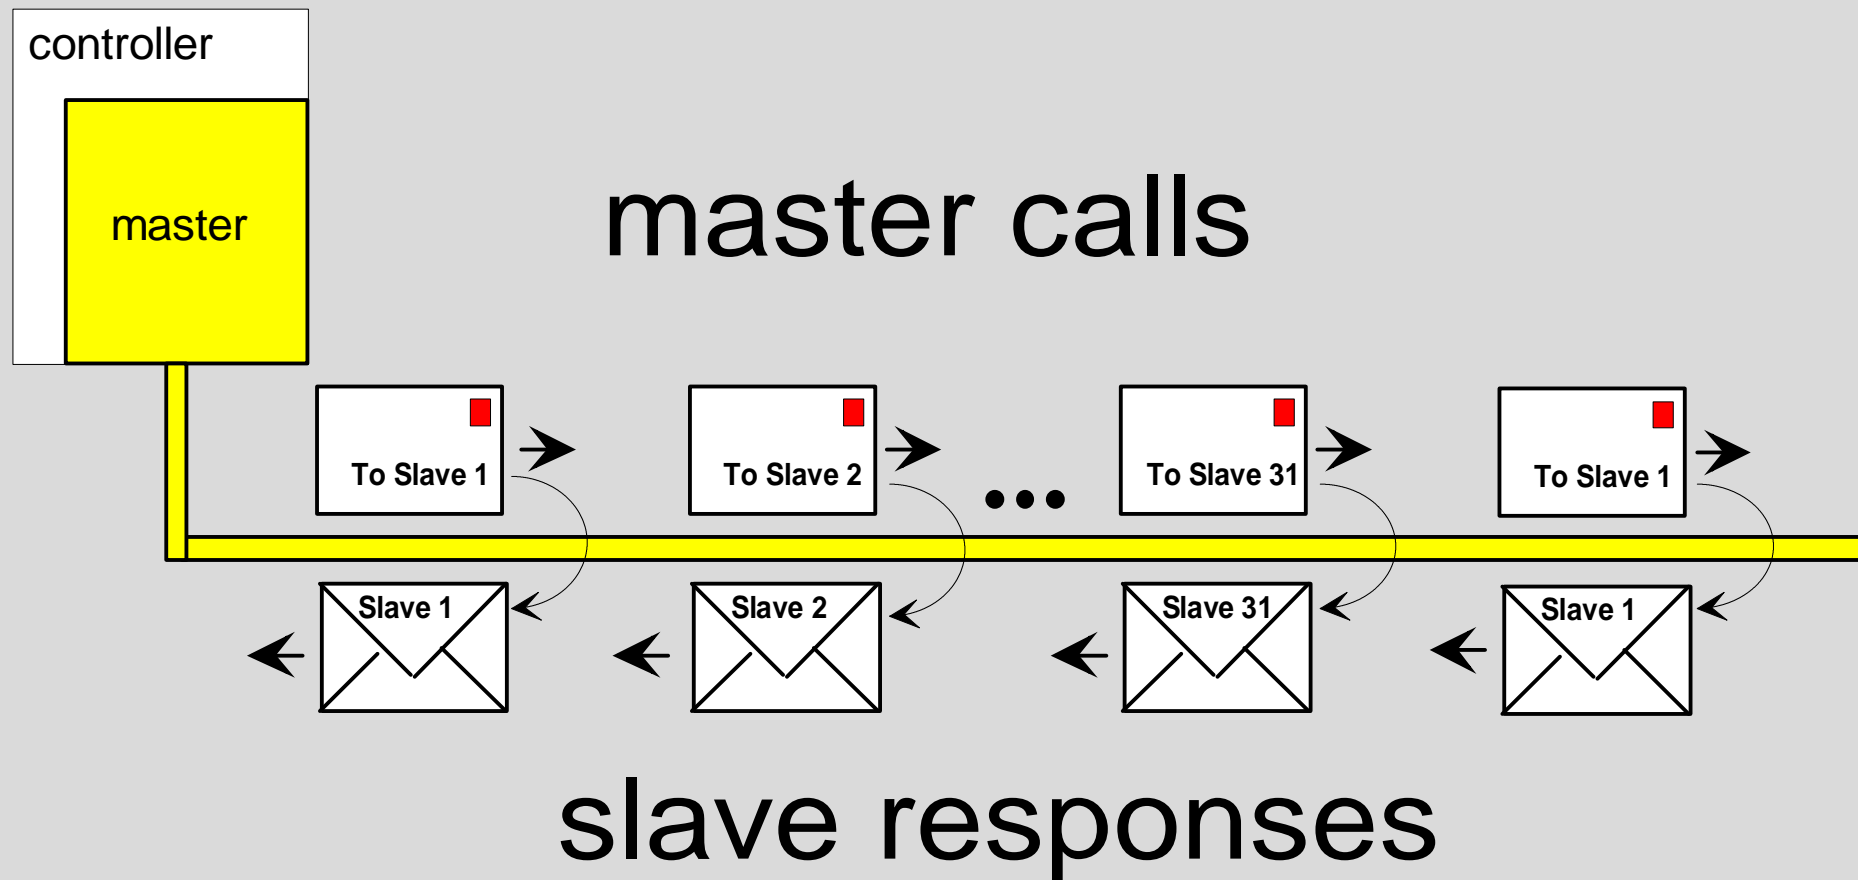 controller
master
master calls
To Slave 1
To Slave 2
To Slave 31
To Slave 1
Slave 1
Slave 2
Slave 31
Slave 1
slave responses